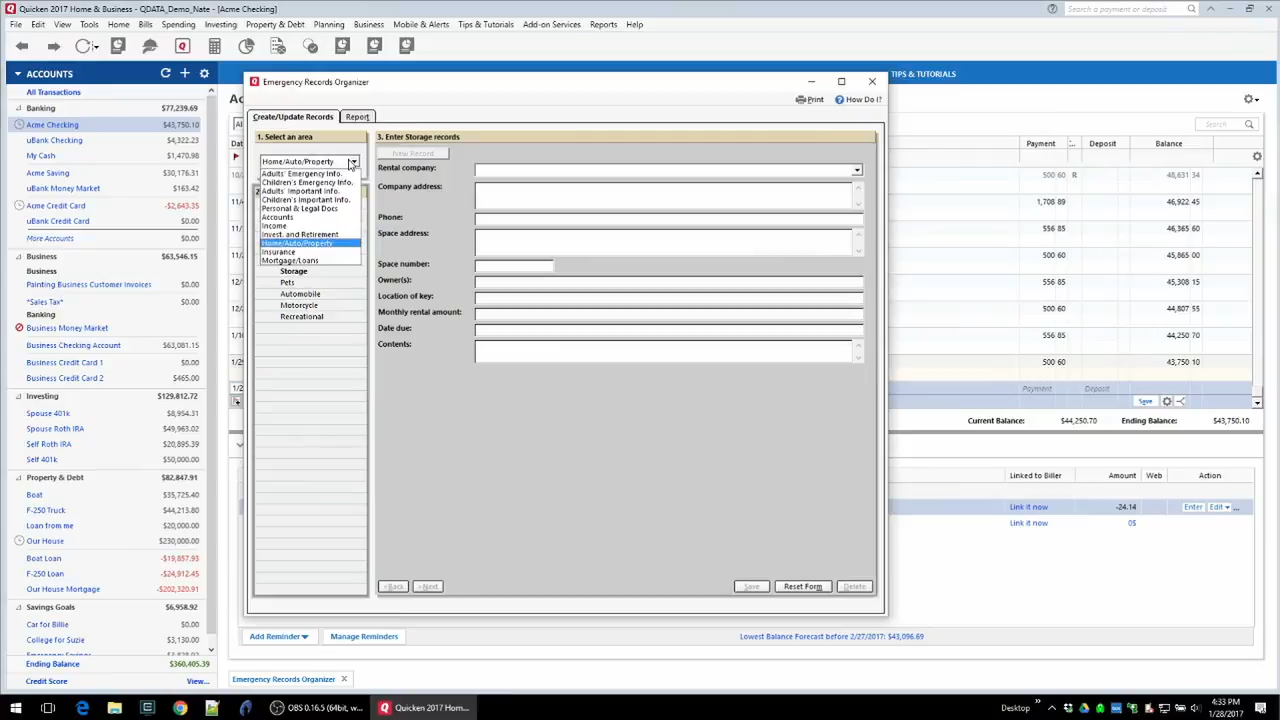 Quicken 2017 Home & Business - QDATA_Demo_Nate - [Acme Checking]
Search a payment or deposit
File Edit View Tools Home Bills Spending Investing Property & Debt Planning Business Mobile & Alerts Tips & Tutorials Add-on Services Reports Help
ACCOUNTS
All Transactions
Banking $77,239.69
Acme Checking $43,750.10
uBank Checking $4,322.23
My Cash $1,470.98
Acme Saving $38,337.73
uBank Money Market $163.42
Acme Credit Card -$2,643.35
uBank Credit Card $0.00
More Accounts $0.00
Business $63,546.15
Business
Painting Business Customer Invoices $0.00
*Sales Tax* $0.00
Banking
Business Money Market $0.00
Business Checking Account $63,081.15
Business Credit Card 1 $0.00
Business Credit Card 2 $465.00
Investing $129,812.72
Spouse 401k $8,954.31
Spouse Roth IRA $49,963.02
Self Roth IRA $20,895.39
Self 401k $50,000.00
Property & Debt $82,847.91
Boat $35,725.40
F-250 Truck $44,213.80
Loan from me $20,000.00
Our House $230,000.00
Boat Loan -$19,857.93
F-250 Loan -$24,912.45
Our House Mortgage -$202,320.91
Savings Goals $6,958.92
Car for Billie $0.00
College for Suzie $3,130.00
Ending Balance $360,405.39
Credit Score View...
Emergency Records Organizer
Print How Do I?
Create/Update Records Report
1. Select an area
Home/Auto/Property
Adults' Emergency Info.
Children's Emergency Info.
Adults' Important Info.
Children's Important Info.
Personal & Legal Docs
Accounts
Income
Invest. and Retirement
Home/Auto/Property
Insurance
Mortgage/Loans
Storage
Pets
Automobile
Motorcycle
Recreational
3. Enter Storage records
New Record
Rental company:
Company address:
Phone:
Space address:
Space number:
Owner(s):
Location of key:
Monthly rental amount:
Date due:
Contents:
<Back >Next Save Reset Form Delete
TIPS & TUTORIALS
Search
Payment Deposit Balance
500 60 R 48,631 34
1,708 89 46,922 45
556 85 45,865 00
556 85 45,308 15
500 60 44,807 55
556 85 44,250 70
500 60 43,750 10
Payment Deposit
Save
Current Balance: $44,250.70 Ending Balance: $43,750.10
Linked to Biller Amount Web Action
Link it now -24.14 Enter Edit
Link it now 0$
Add Reminder Manage Reminders Lowest Balance Forecast before 2/27/2017: $43,096.69
Emergency Records Organizer
OBS 0.16.5 (64bit, w... Quicken 2017 Hom... Desktop
4:33 PM
1/28/2017